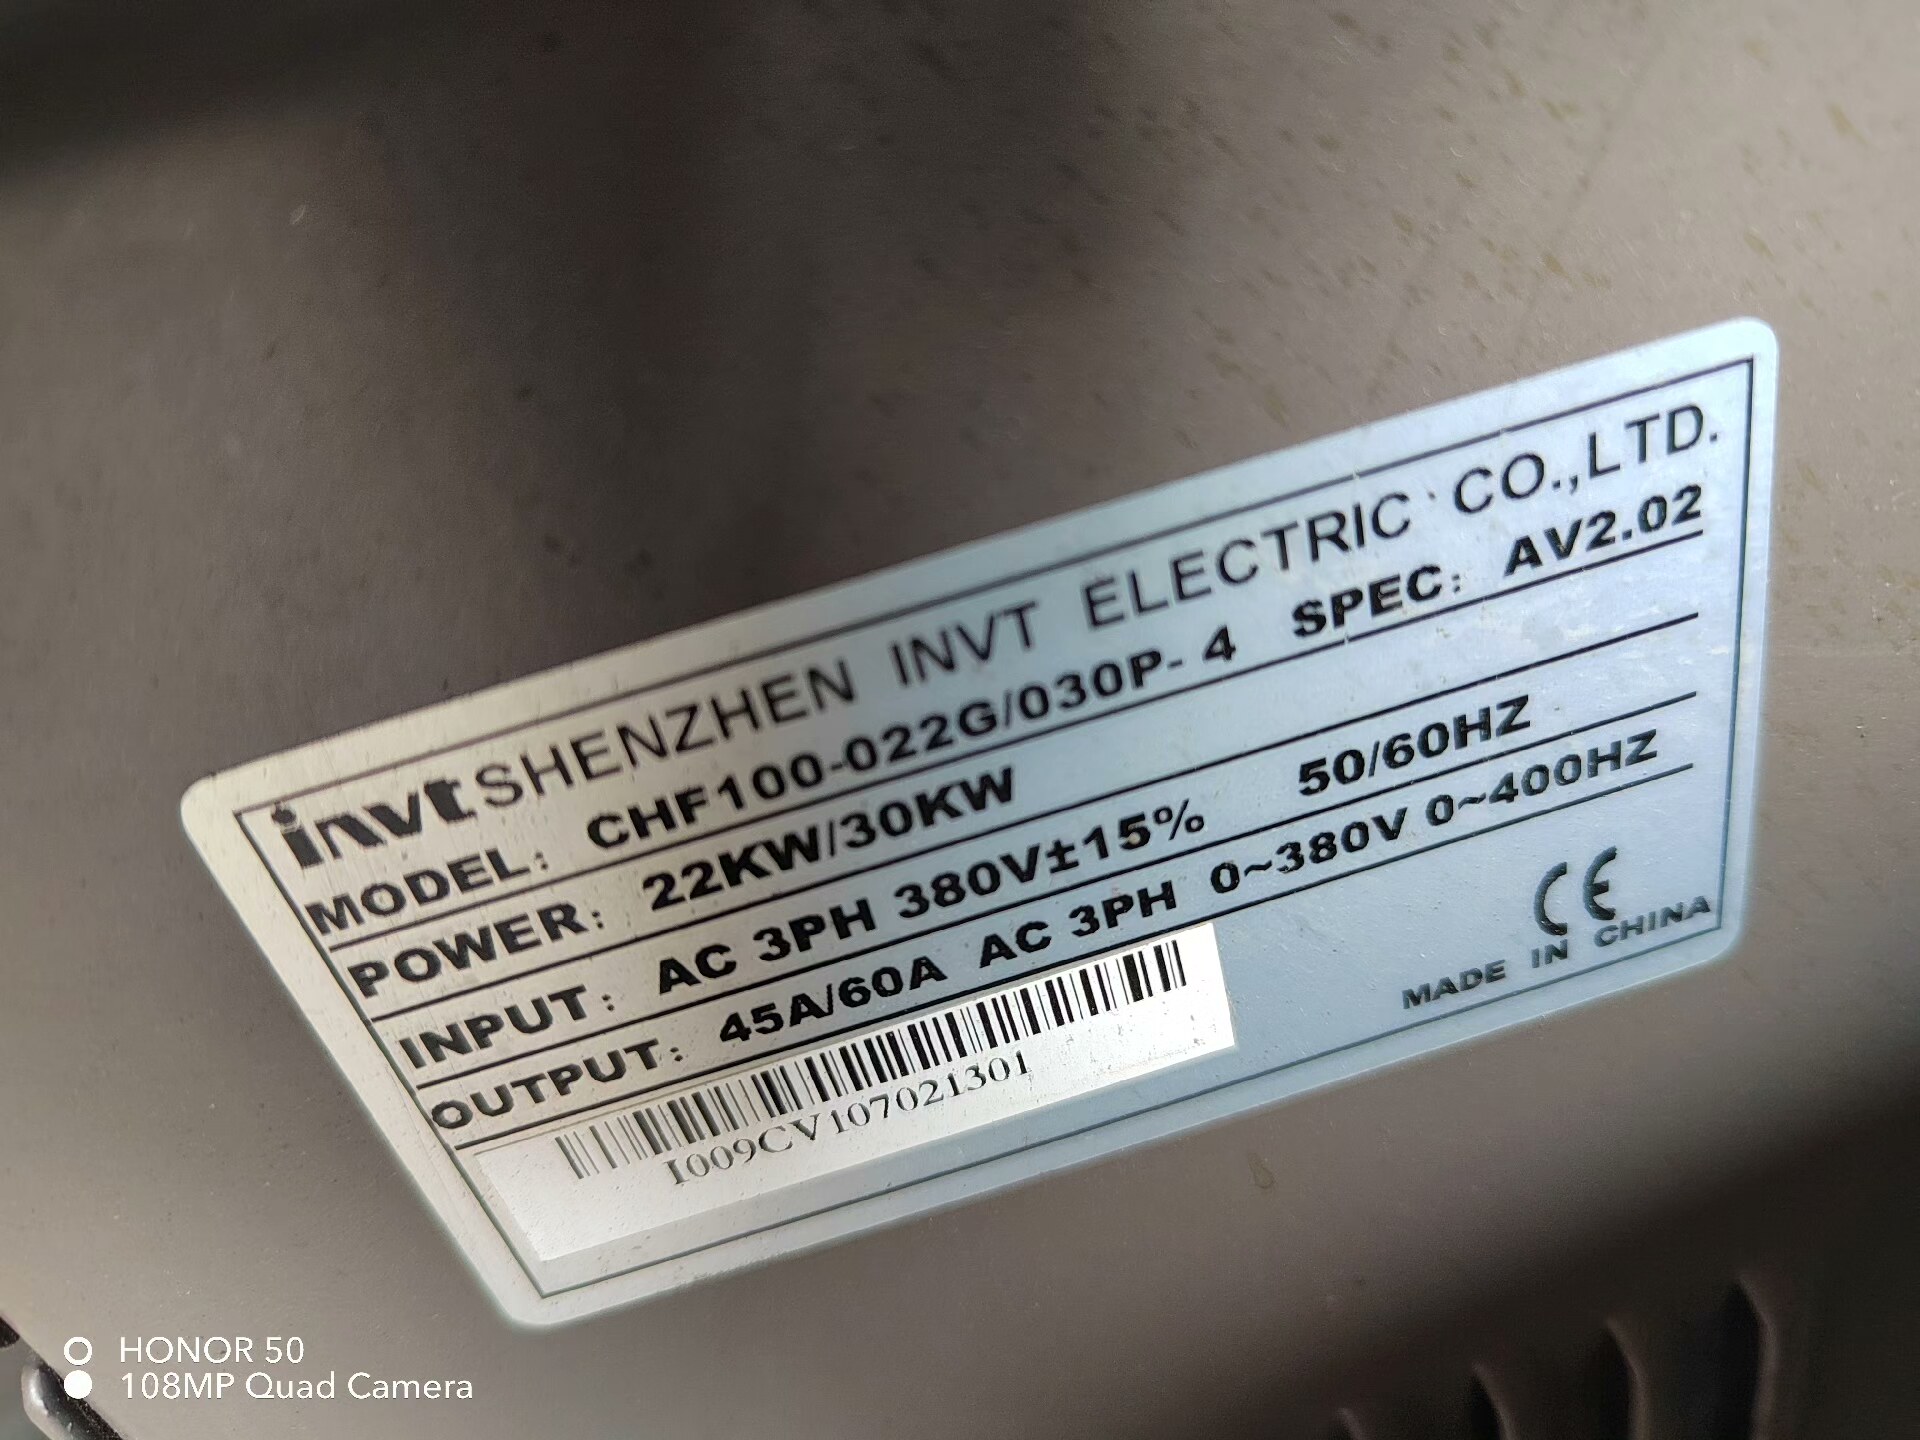 invt SHENZHEN INVT ELECTRIC CO.,LTD.
MODEL: CHF100-022G/030P-4 SPEC: AV2.02
POWER: 22KW/30KW
INPUT: AC 3PH 380V±15% 50/60HZ
OUTPUT: 45A/60A AC 3PH 0~380V 0~400HZ
I009CV107021301
CE
MADE IN CHINA
HONOR 50
108MP Quad Camera